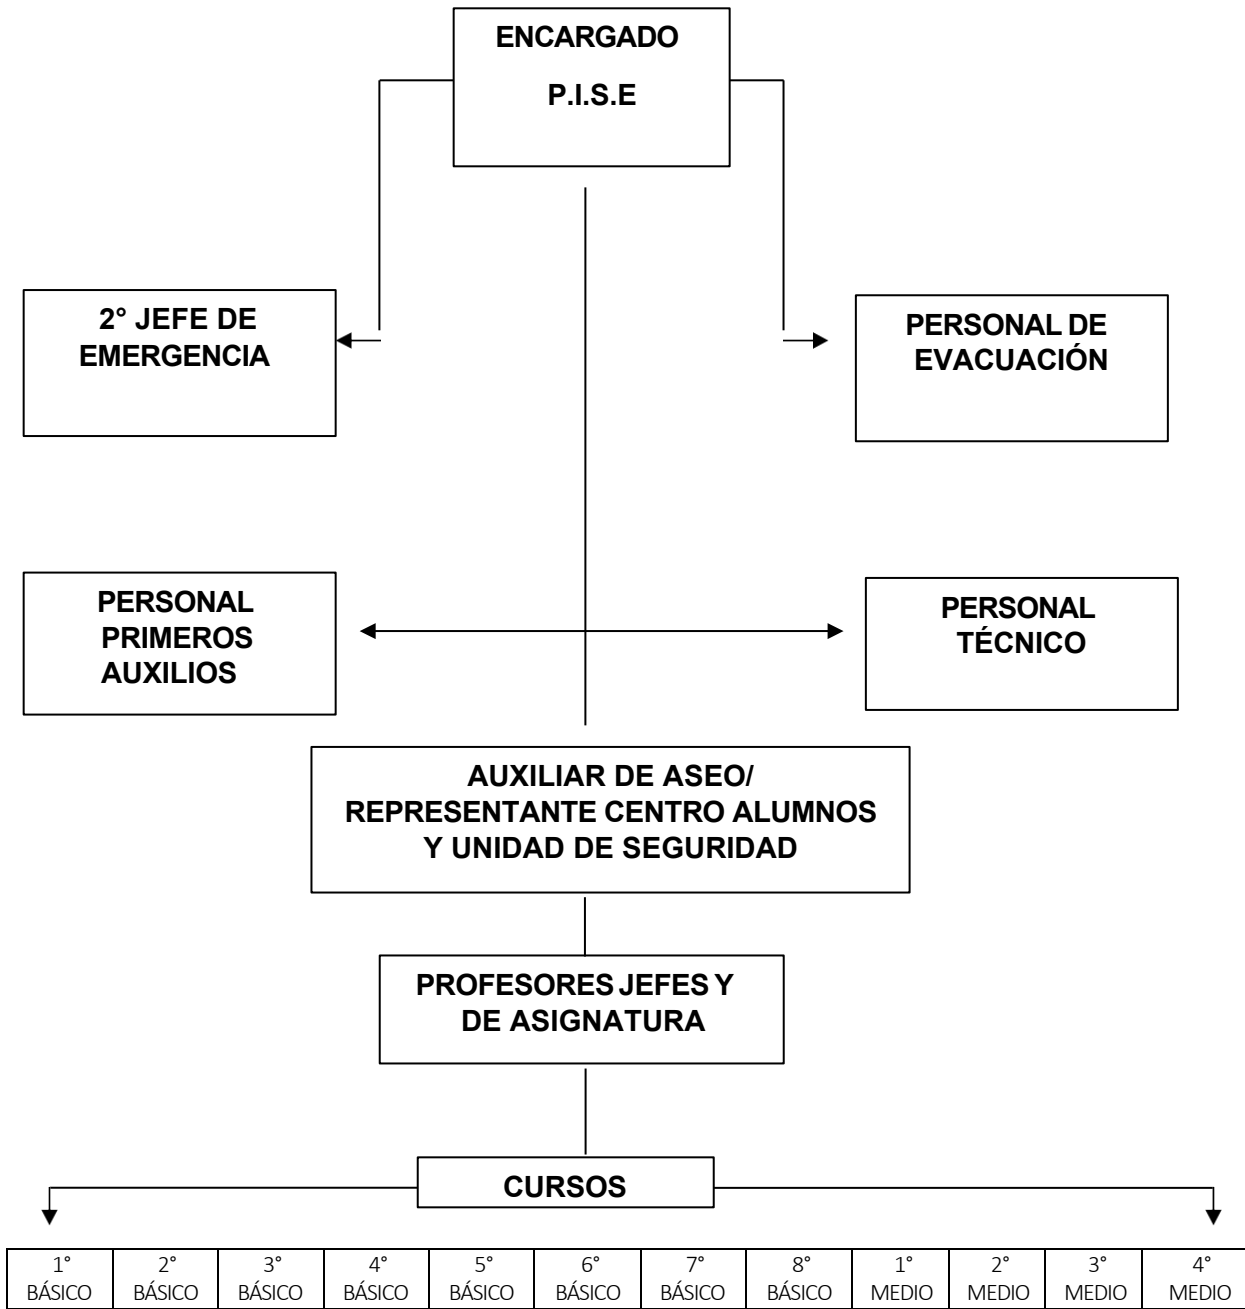 ENCARGADO
P.I.S.E
2° JEFE DE
EMERGENCIA
PERSONAL DE
EVACUACIÓN
PERSONAL
PRIMEROS
AUXILIOS
PERSONAL
TÉCNICO
AUXILIAR DE ASEO/
REPRESENTANTE CENTRO ALUMNOS
Y UNIDAD DE SEGURIDAD
PROFESORES JEFES Y
DE ASIGNATURA
CURSOS
1°
BÁSICO
2°
BÁSICO
3°
BÁSICO
4°
BÁSICO
5°
BÁSICO
6°
BÁSICO
7°
BÁSICO
8°
BÁSICO
1°
MEDIO
2°
MEDIO
3°
MEDIO
4°
MEDIO